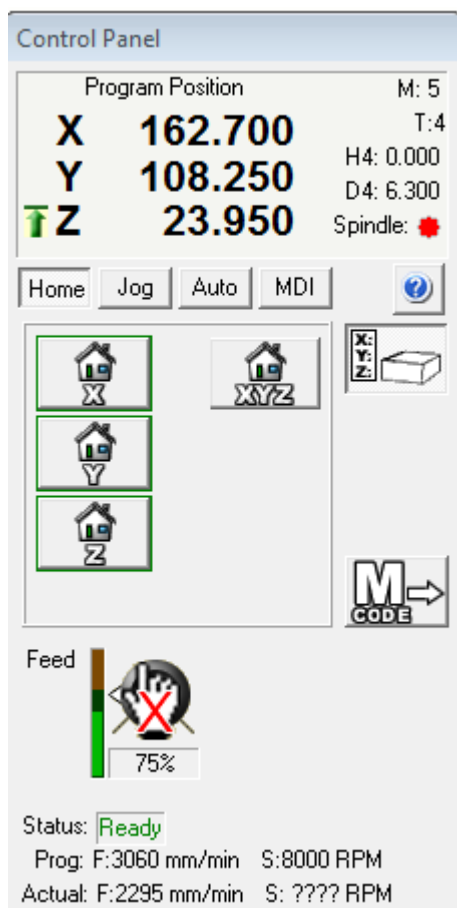 Control Panel
Program Position M: 5
X 162.700 T:4
Y 108.250 H4: 0.000
Z 23.950 D4: 6.300
Spindle:
Home Jog Auto MDI ?
X XYZ X: Y: Z:
Y
Z
M CODE
Feed
X
75%
Status: Ready
Prog: F:3060 mm/min S:8000 RPM
Actual: F:2295 mm/min S: ???? RPM